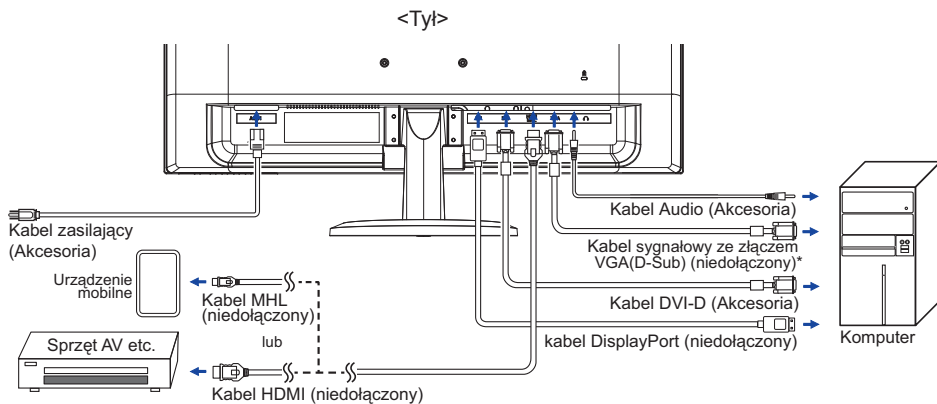 <Tył>
Kabel Audio (Akcesoria)
Kabel zasilający
(Akcesoria)
Kabel sygnałowy ze złączem
VGA(D-Sub) (niedołączony)*
Urządzenie
mobilne
Kabel MHL
(niedołączony)
Kabel DVI-D (Akcesoria)
lub
kabel DisplayPort (niedołączony)
Komputer
Sprzęt AV etc.
Kabel HDMI (niedołączony)